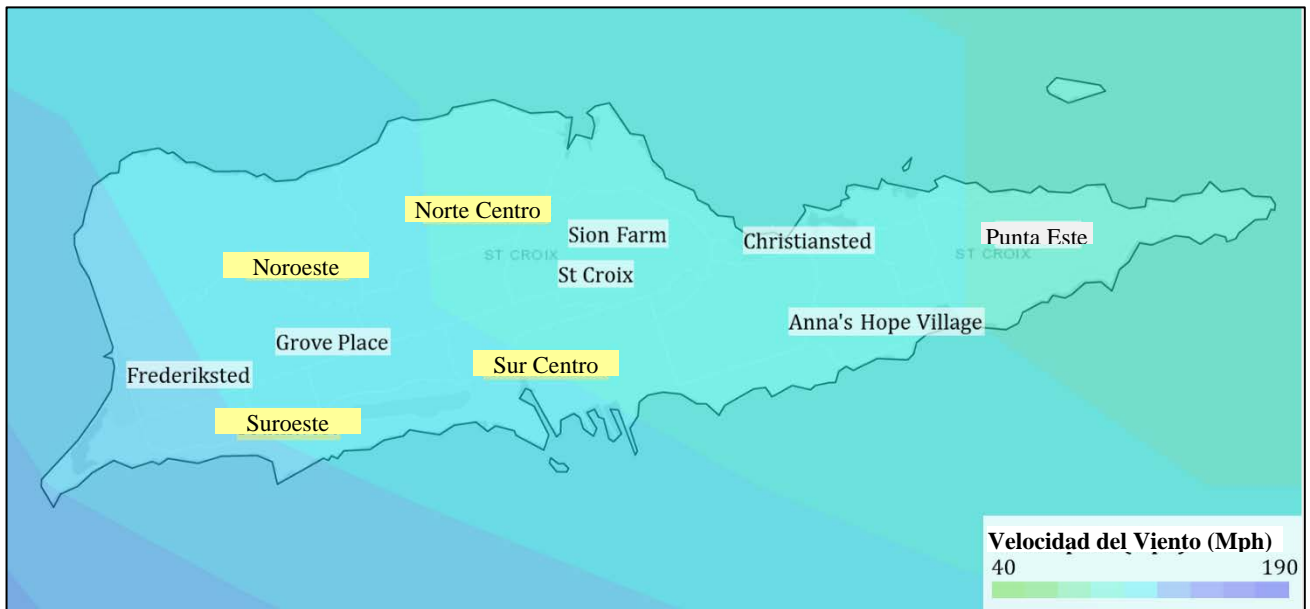 Norte Centro
Sion Farm
Christiansted
Punta Este
ST CROIX
ST CROIX
Noroeste
St Croix
Anna's Hope Village
Grove Place
Sur Centro
Frederiksted
Suroeste
Velocidad del Viento (Mph)
40 190